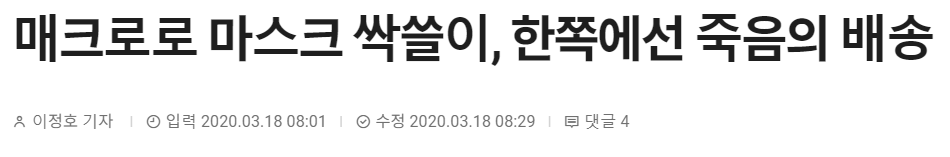 매크로로 마스크 싹쓸이, 한쪽에선 죽음의 배송
이정호 기자 입력 2020.03.18 08:01 수정 2020.03.18 08:29 댓글 4